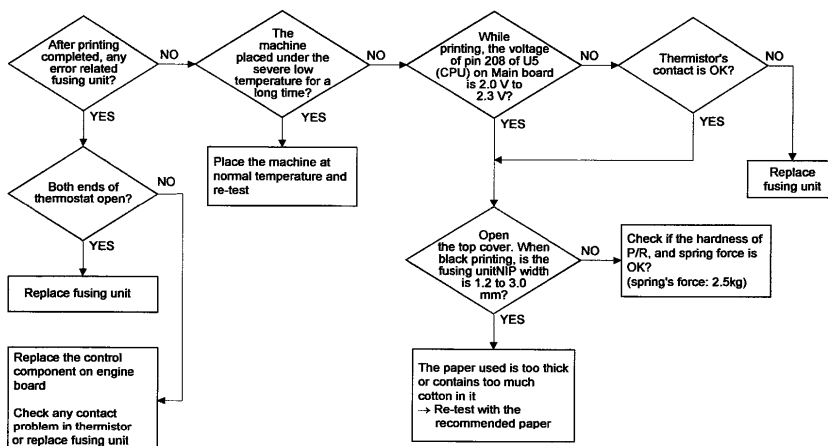 After printing
completed, any
error related
fusing unit?
NO
YES
The
machine
placed under the
severe low
temperature for a
long time?
NO
YES
While
printing, the voltage
of pin 208 of U5
(CPU) on Main board
is 2.0 V to
2.3 V?
NO
YES
Thermistor's
contact is OK?
NO
YES
Place the machine at
normal temperature and
re-test
Replace
fusing unit
Both ends of
thermostat open?
NO
YES
Replace fusing unit
Open
the top cover. When
black printing, is the
fusing unitNIP width
is 1.2 to 3.0
mm?
NO
YES
Check if the hardness of
P/R, and spring force is
OK?
(spring's force: 2.5kg)
Replace the control
component on engine
board
Check any contact
problem in thermistor
or replace fusing unit
The paper used is too thick
or contains too much
cotton in it
→ Re-test with the
recommended paper